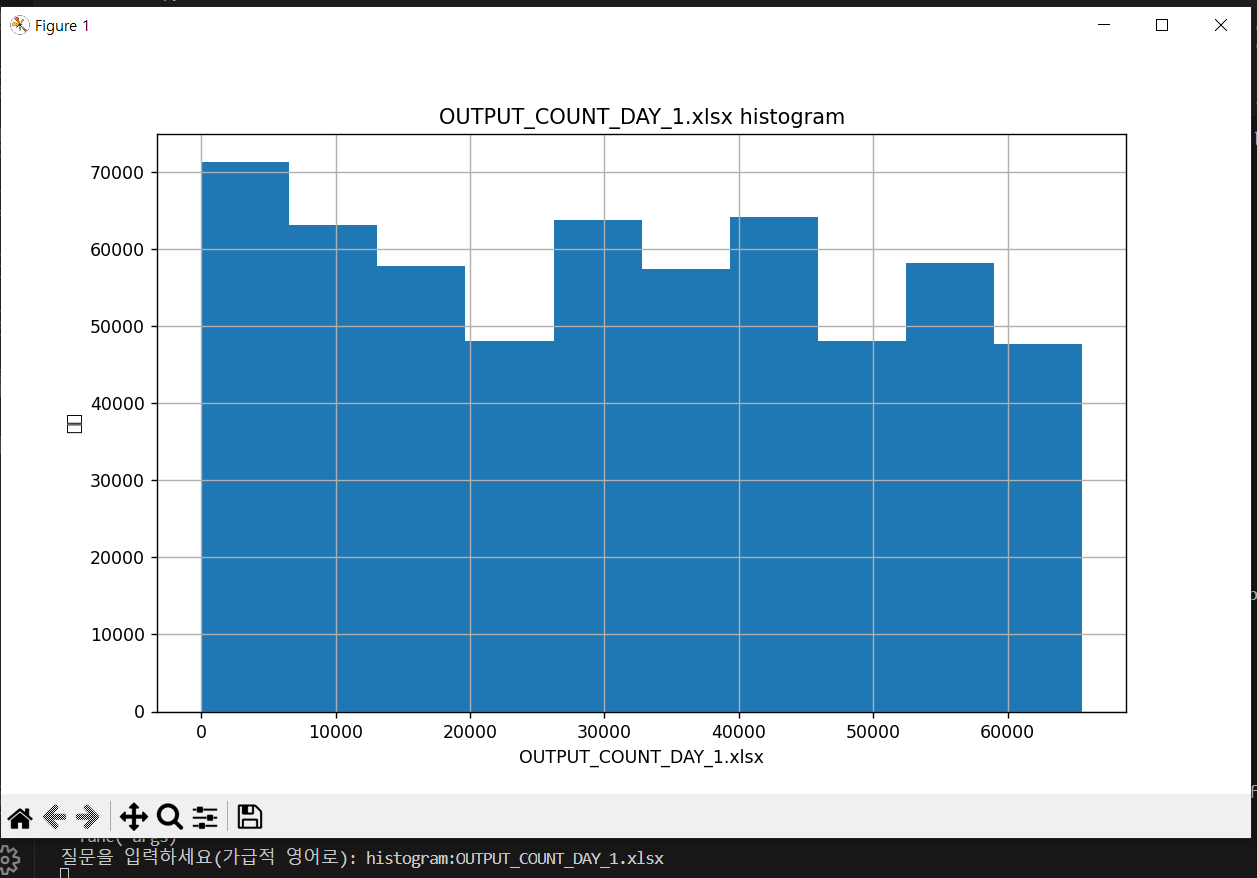 Figure 1
OUTPUT_COUNT_DAY_1.xlsx histogram
70000
60000
50000
40000
30000
20000
10000
0
0 10000 20000 30000 40000 50000 60000
OUTPUT_COUNT_DAY_1.xlsx
질문을 입력하세요(가급적 영어로): histogram:OUTPUT_COUNT_DAY_1.xlsx